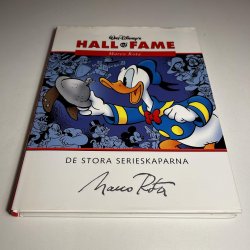 Walt Disney's
HALL OF FAME
Marco Rota
DE STORA SERIESKAPARNA
Marco Rota